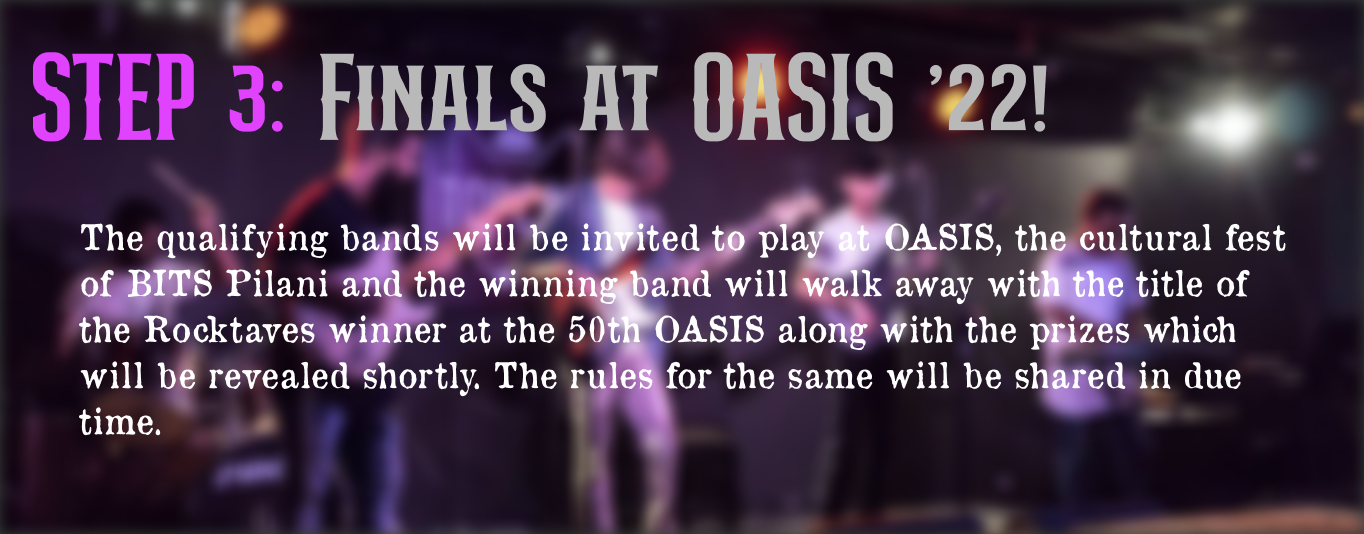 STEP 3: FINALS AT OASIS ’22!
The qualifying bands will be invited to play at OASIS, the cultural fest
of BITS Pilani and the winning band will walk away with the title of
the Rocktaves winner at the 50th OASIS along with the prizes which
will be revealed shortly. The rules for the same will be shared in due
time.